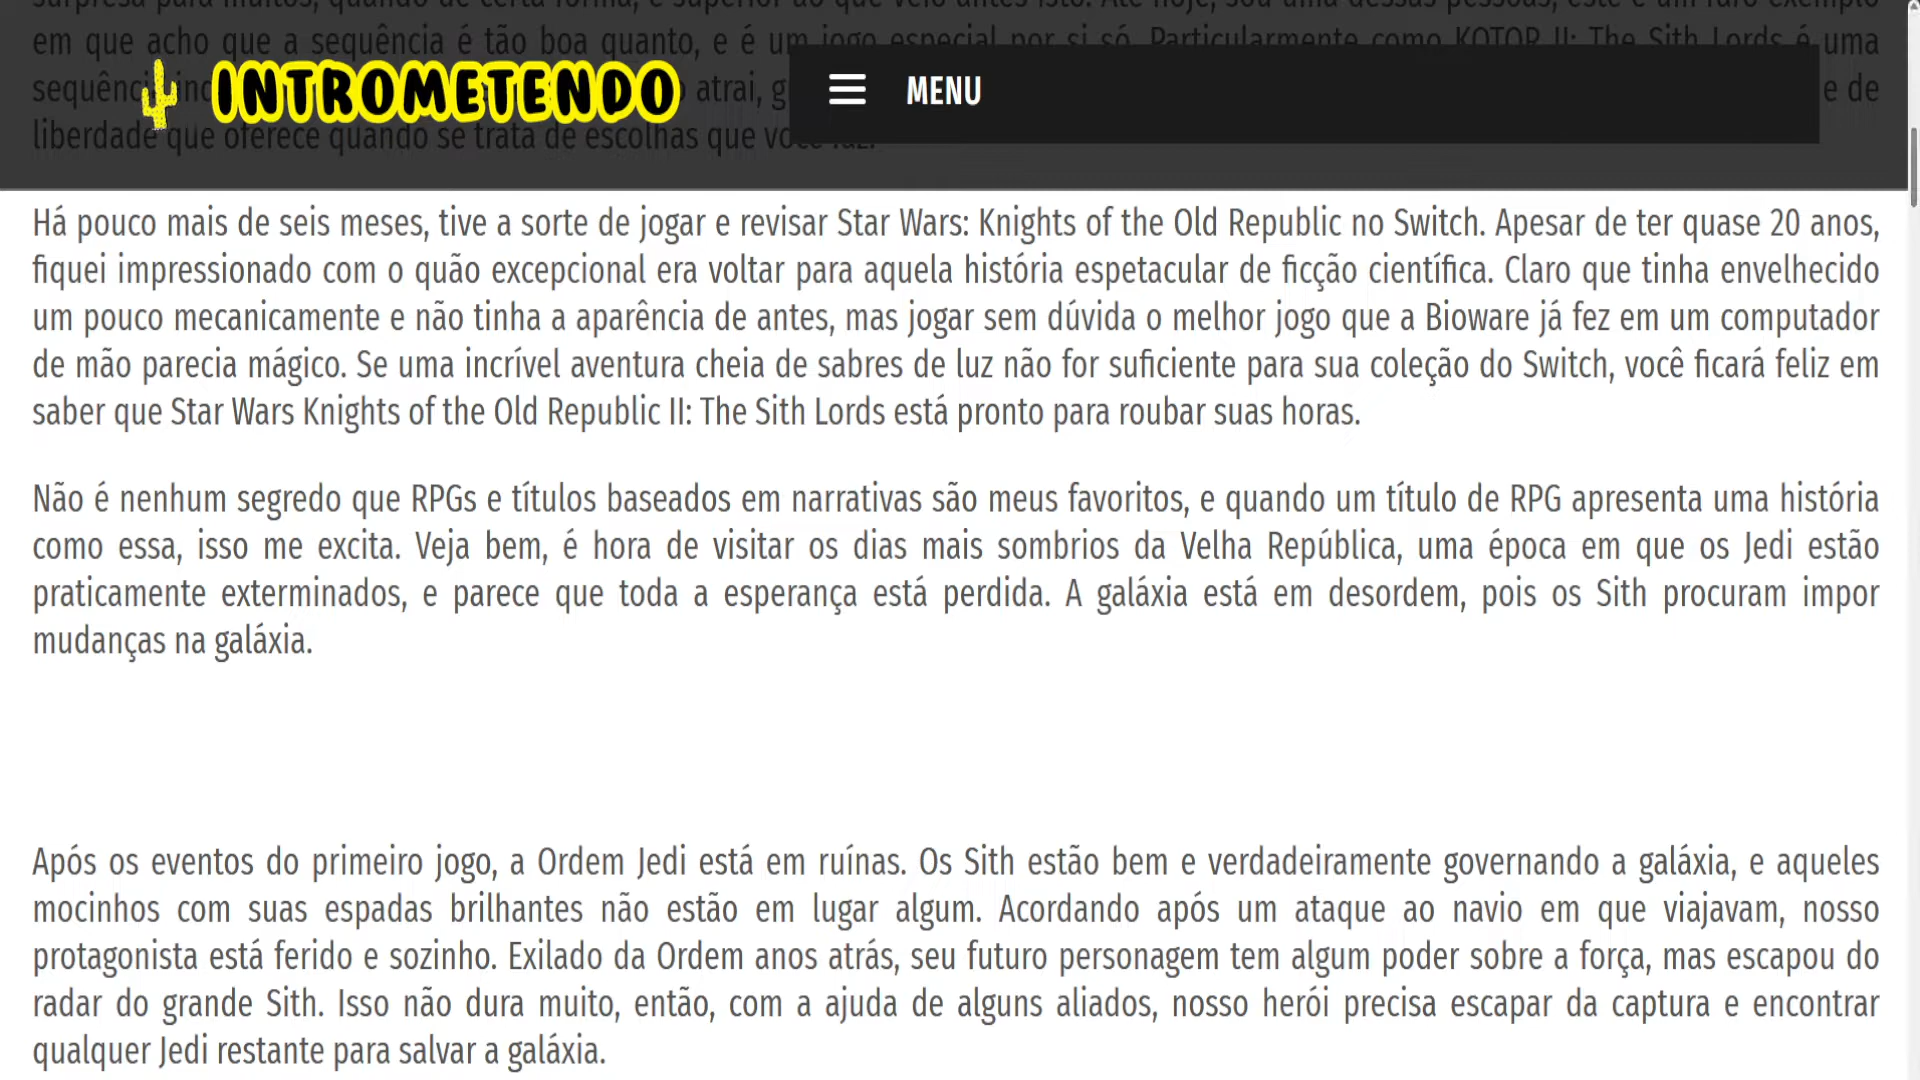 surpresa para muitos, quando de certa forma, é superior ao que veio antes isto. Até hoje, sou uma dessas pessoas, este é um raro exemplo
em que acho que a sequência é tão boa quanto, e é um jogo especial por si só. Particularmente como KOTOR II: The Sith Lords é uma
atrai, e de
liberdade que oferece quando se trata de escolhas que
INTROMETENDO
MENU
Há pouco mais de seis meses, tive a sorte de jogar e revisar Star Wars: Knights of the Old Republic no Switch. Apesar de ter quase 20 anos,
fiquei impressionado com o quão excepcional era voltar para aquela história espetacular de ficção científica. Claro que tinha envelhecido
um pouco mecanicamente e não tinha a aparência de antes, mas jogar sem dúvida o melhor jogo que a Bioware já fez em um computador
de mão parecia mágico. Se uma incrível aventura cheia de sabres de luz não for suficiente para sua coleção do Switch, você ficará feliz em
saber que Star Wars Knights of the Old Republic II: The Sith Lords está pronto para roubar suas horas.
Não é nenhum segredo que RPGs e títulos baseados em narrativas são meus favoritos, e quando um título de RPG apresenta uma história
como essa, isso me excita. Veja bem, é hora de visitar os dias mais sombrios da Velha República, uma época em que os Jedi estão
praticamente exterminados, e parece que toda a esperança está perdida. A galáxia está em desordem, pois os Sith procuram impor
mudanças na galáxia.
Após os eventos do primeiro jogo, a Ordem Jedi está em ruínas. Os Sith estão bem e verdadeiramente governando a galáxia, e aqueles
mocinhos com suas espadas brilhantes não estão em lugar algum. Acordando após um ataque ao navio em que viajavam, nosso
protagonista está ferido e sozinho. Exilado da Ordem anos atrás, seu futuro personagem tem algum poder sobre a força, mas escapou do
radar do grande Sith. Isso não dura muito, então, com a ajuda de alguns aliados, nosso herói precisa escapar da captura e encontrar
qualquer Jedi restante para salvar a galáxia.